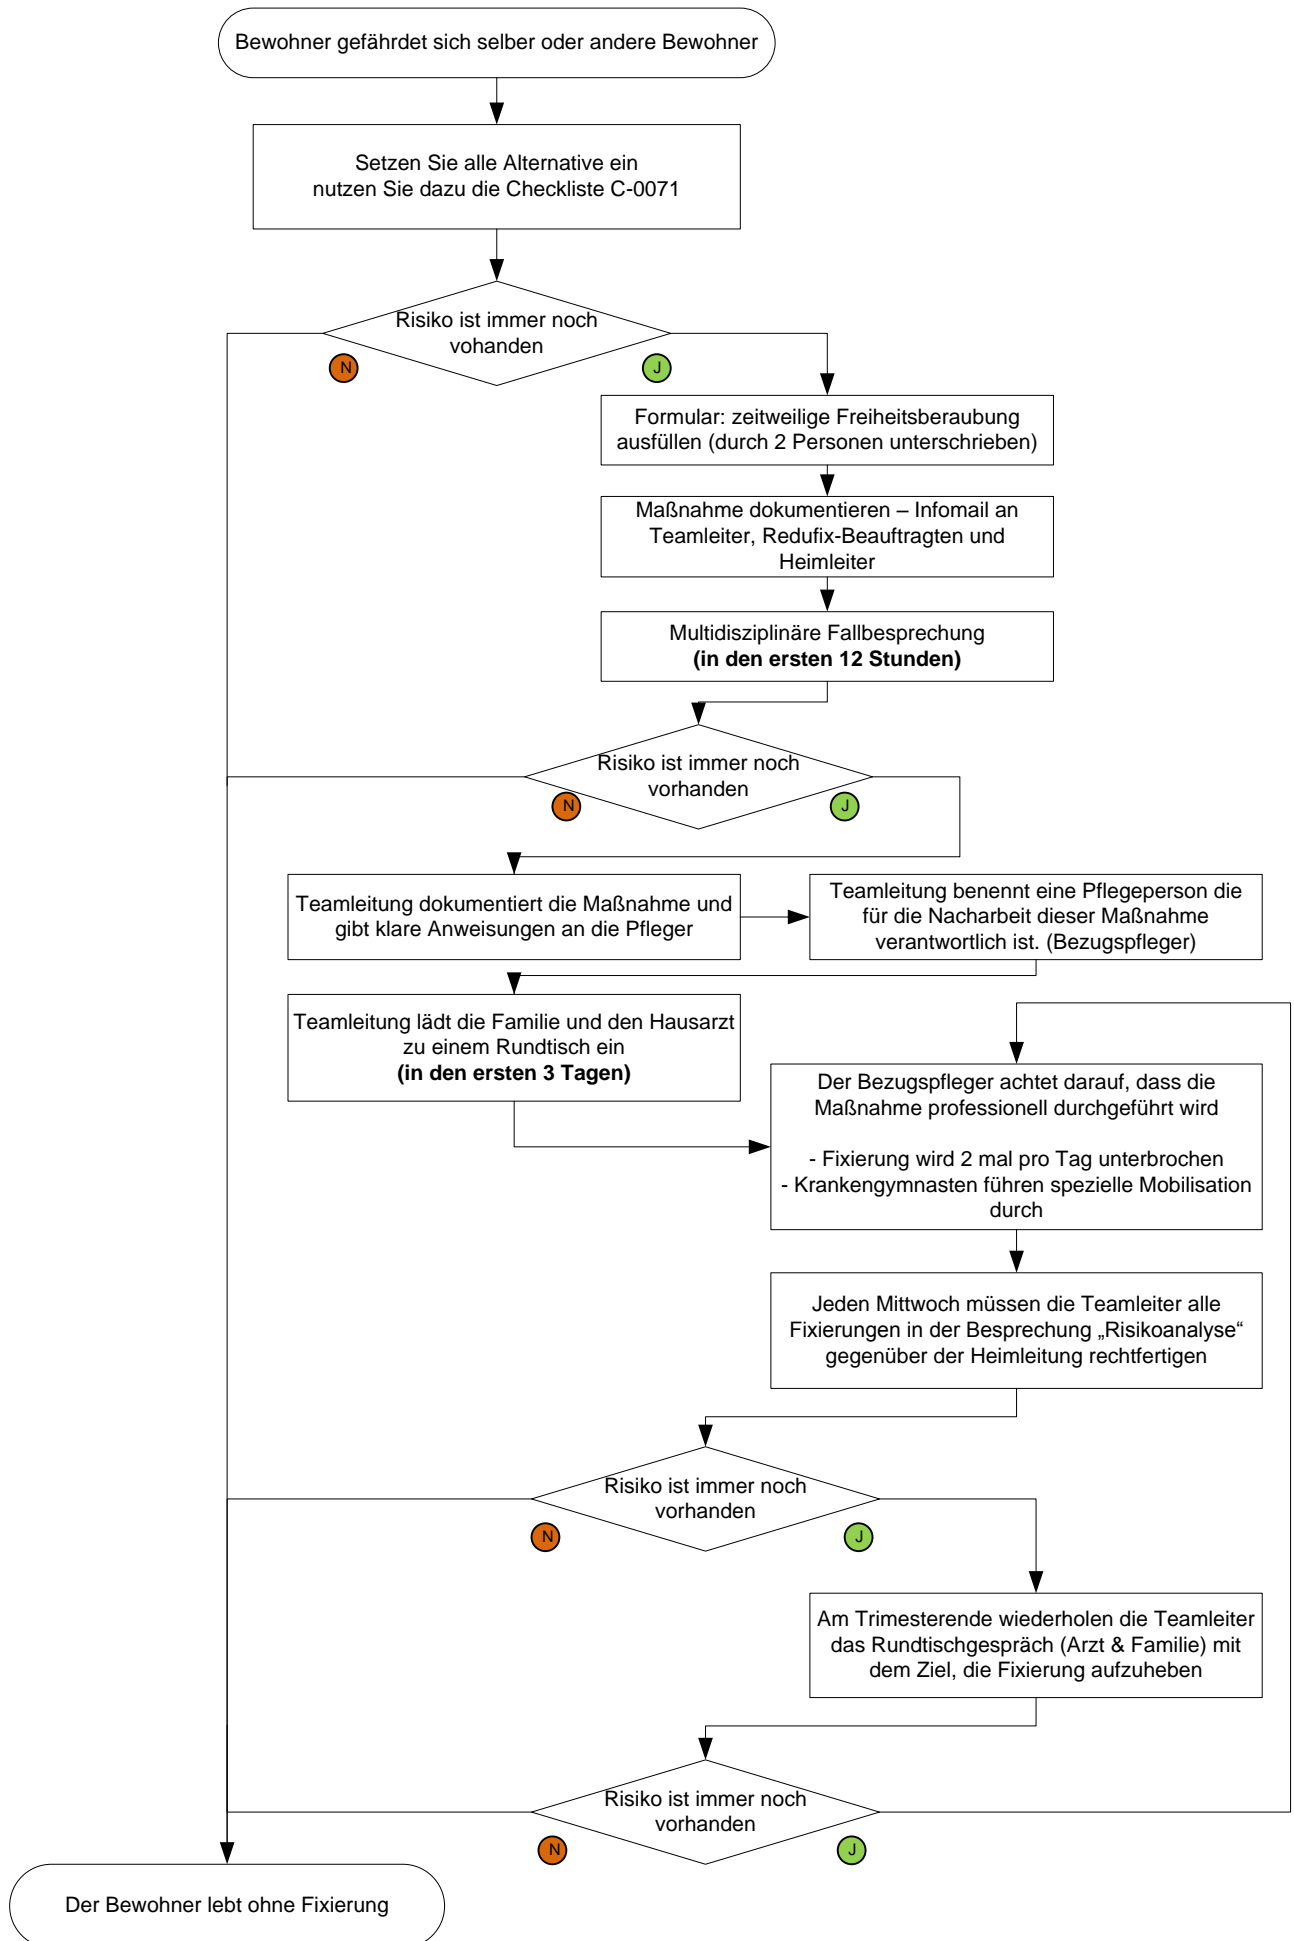 Bewohner gefährdet sich selber oder andere Bewohner
Setzen Sie alle Alternative ein
nutzen Sie dazu die Checkliste C-0071
Risiko ist immer noch
vohanden
N
J
Formular: zeitweilige Freiheitsberaubung
ausfüllen (durch 2 Personen unterschrieben)
Maßnahme dokumentieren – Infomail an
Teamleiter, Redufix-Beauftragten und
Heimleiter
Multidisziplinäre Fallbesprechung
(in den ersten 12 Stunden)
Risiko ist immer noch
vorhanden
N
J
Teamleitung dokumentiert die Maßnahme und
gibt klare Anweisungen an die Pfleger
Teamleitung benennt eine Pflegeperson die
für die Nacharbeit dieser Maßnahme
verantwortlich ist. (Bezugspfleger)
Teamleitung lädt die Familie und den Hausarzt
zu einem Rundtisch ein
(in den ersten 3 Tagen)
Der Bezugspfleger achtet darauf, dass die
Maßnahme professionell durchgeführt wird
- Fixierung wird 2 mal pro Tag unterbrochen
- Krankengymnasten führen spezielle Mobilisation
durch
Jeden Mittwoch müssen die Teamleiter alle
Fixierungen in der Besprechung „Risikoanalyse“
gegenüber der Heimleitung rechtfertigen
Risiko ist immer noch
vorhanden
N
J
Am Trimesterende wiederholen die Teamleiter
das Rundtischgespräch (Arzt & Familie) mit
dem Ziel, die Fixierung aufzuheben
Risiko ist immer noch
vorhanden
N
J
Der Bewohner lebt ohne Fixierung